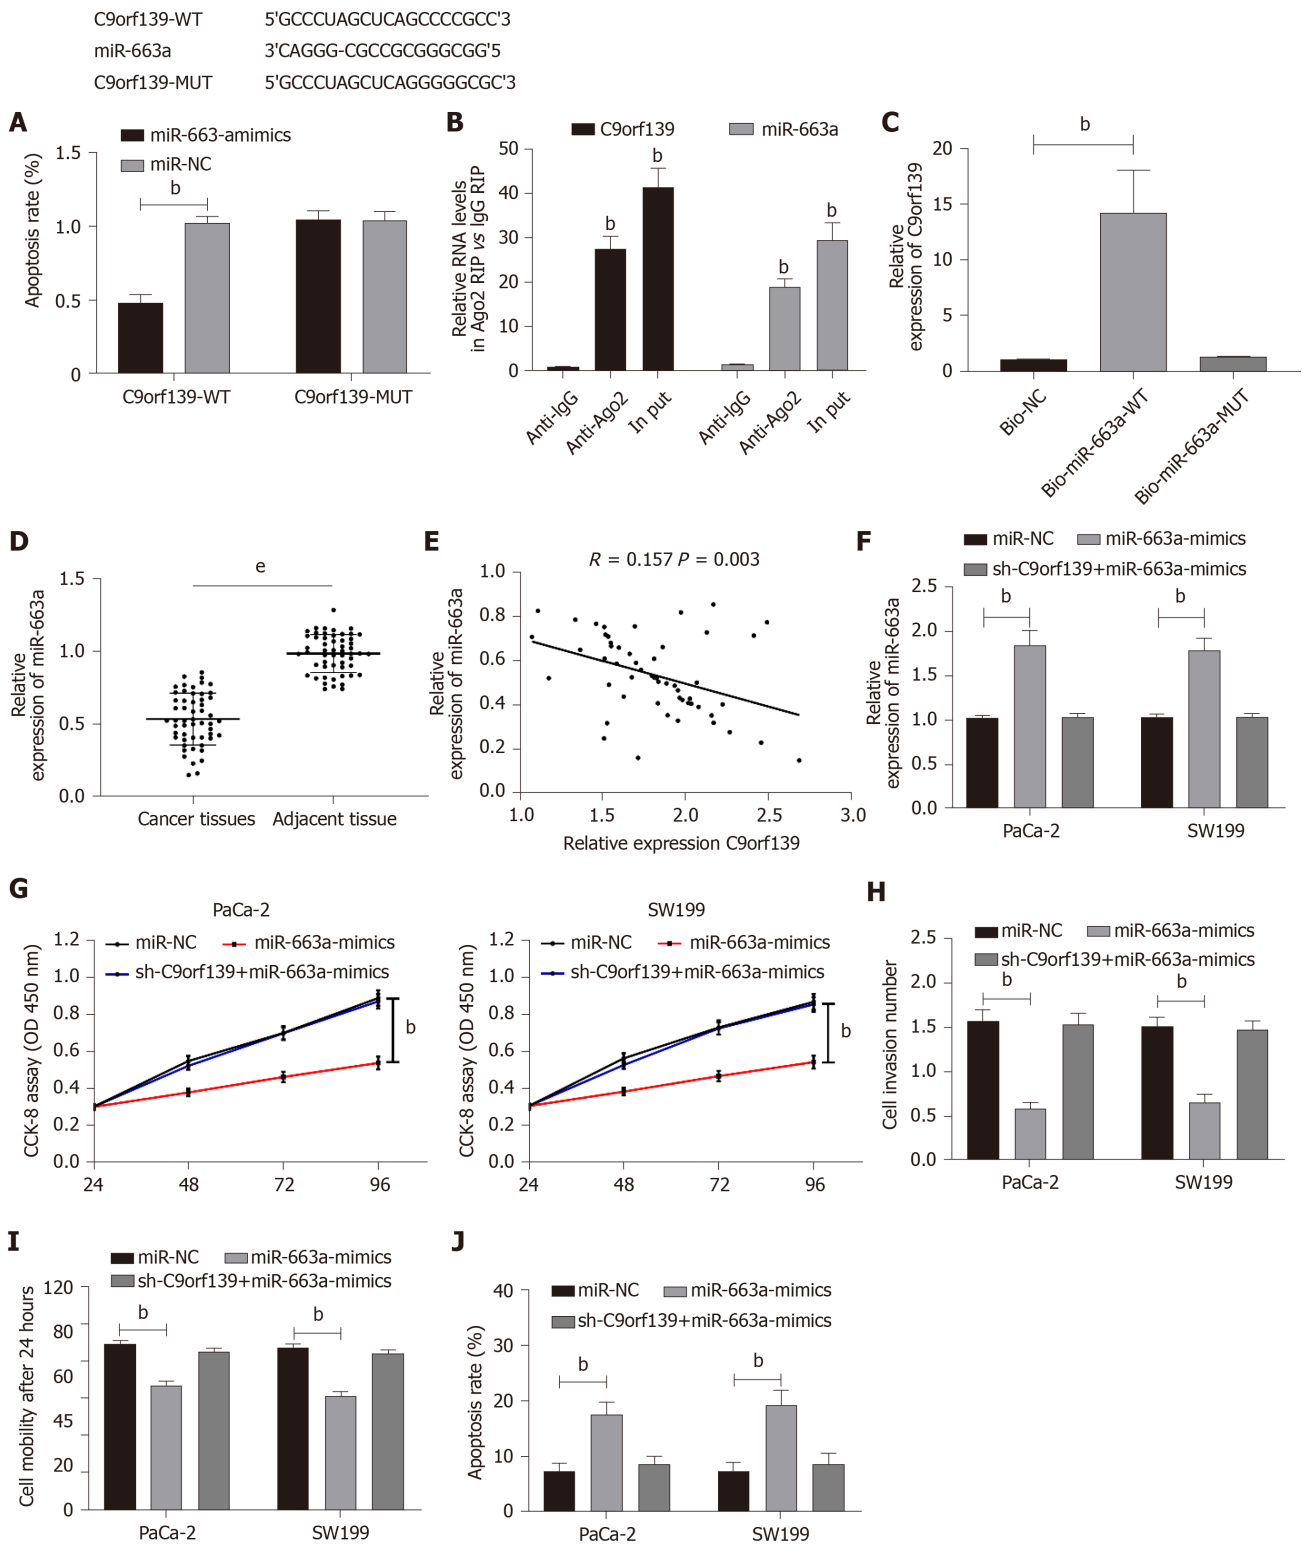 C9orf139-WT 5'GCCCUAGCUCAGCCCCGCC'3
miR-663a 3'CAGGG-CGCCGCGGGCGG'5
C9orf139-MUT 5'GCCCUAGCUCAGGGGGCGC'3
A
miR-663-amimics
miR-NC
Apoptosis rate (%)
1.5
1.0
0.5
0
b
C9orf139-WT
C9orf139-MUT
B
C9orf139
miR-663a
Relative RNA levels
in Ago2 RIP vs IgG RIP
50
40
30
20
10
0
b
b
b
b
Anti-IgG
Anti-Ago2
In put
Anti-IgG
Anti-Ago2
In put
C
Relative
expression of C9orf139
20
15
10
5
0
b
Bio-NC
Bio-miR-663a-WT
Bio-miR-663a-MUT
D
Relative
expression of miR-663a
1.5
1.0
0.5
0.0
e
Cancer tissues
Adjacent tissue
E
R = 0.157 P = 0.003
Relative
expression of miR-663a
1.0
0.8
0.6
0.4
0.2
0.0
1.0 1.5 2.0 2.5 3.0
Relative expression C9orf139
F
miR-NC
miR-663a-mimics
sh-C9orf139+miR-663a-mimics
Relative
expression of miR-663a
2.5
2.0
1.5
1.0
0.5
0.0
b
b
PaCa-2
SW199
G
PaCa-2
miR-NC
miR-663a-mimics
sh-C9orf139+miR-663a-mimics
CCK-8 assay (OD 450 nm)
1.2
1.0
0.8
0.6
0.4
0.2
0.0
b
24 48 72 96
SW199
miR-NC
miR-663a-mimics
sh-C9orf139+miR-663a-mimics
CCK-8 assay (OD 450 nm)
1.2
1.0
0.8
0.6
0.4
0.2
0.0
b
24 48 72 96
H
miR-NC
miR-663a-mimics
sh-C9orf139+miR-663a-mimics
Cell invasion number
2.5
2.0
1.5
1.0
0.5
0.0
b
b
PaCa-2
SW199
I
miR-NC
miR-663a-mimics
sh-C9orf139+miR-663a-mimics
Cell mobility after 24 hours
120
80
60
45
20
0
b
b
PaCa-2
SW199
J
miR-NC
miR-663a-mimics
sh-C9orf139+miR-663a-mimics
Apoptosis rate (%)
40
30
20
10
0
b
b
PaCa-2
SW199